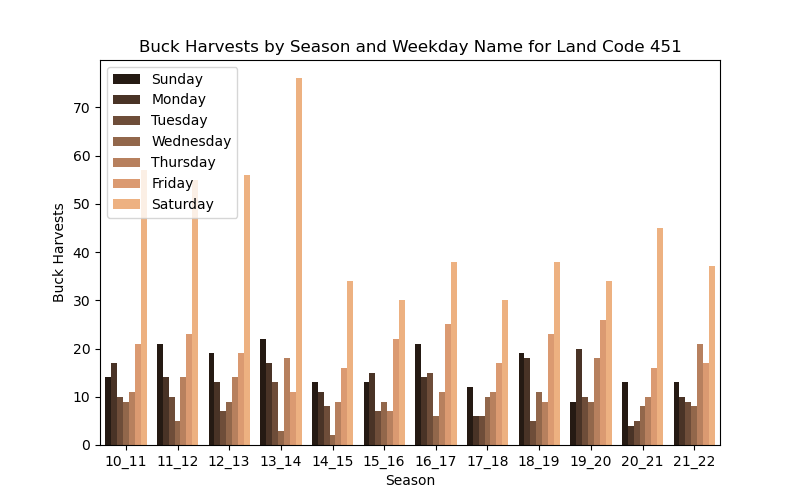 Buck Harvests by Season and Weekday Name for Land Code 451
Sunday
Monday
Tuesday
Wednesday
Thursday
Friday
Saturday
70
60
50
40
30
20
10
0
Buck Harvests
10_11 11_12 12_13 13_14 14_15 15_16 16_17 17_18 18_19 19_20 20_21 21_22
Season